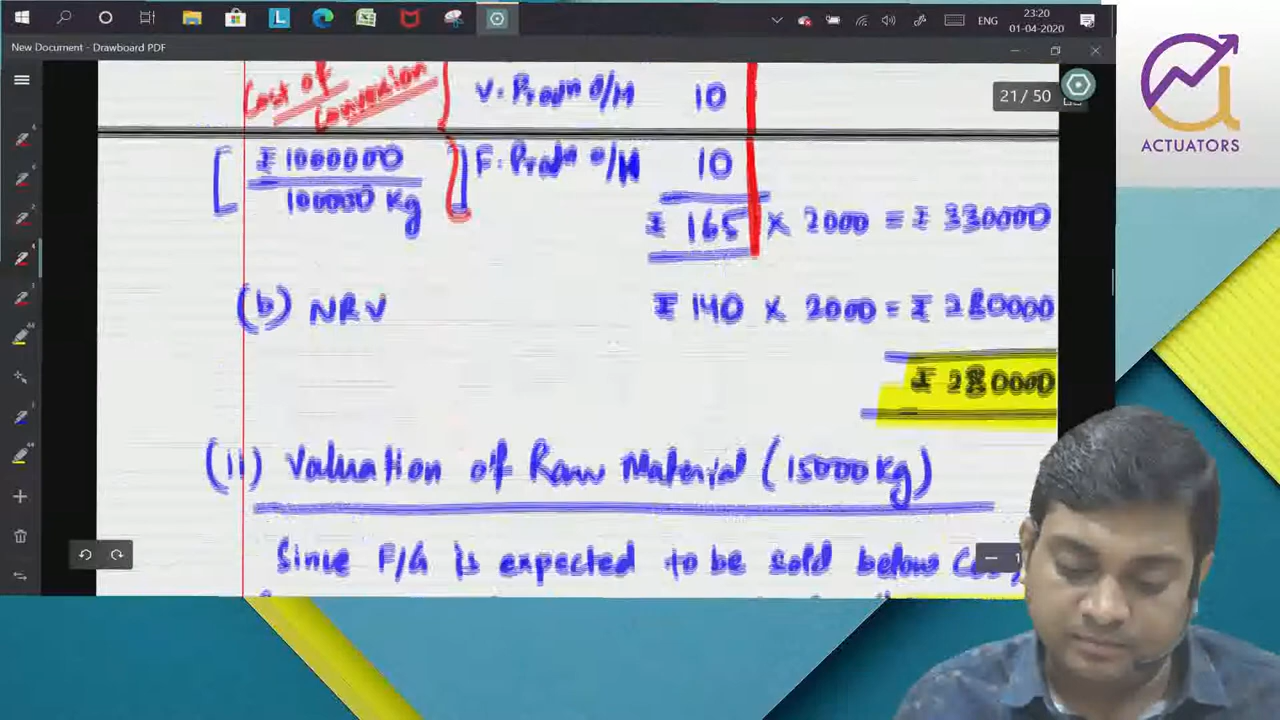 23:20
ENG
01-04-2020
New Document - Drawboard PDF
21 / 50
ACTUATORS
Cost of
Conversion
V. Prodn O/H 10
[ ₹ 1000000 / 100000 Kg ] F. Prodn O/H 10
₹ 165 × 2000 = ₹ 330000
(b) NRV ₹ 140 × 2000 = ₹ 280000
₹ 280000
(ii) Valuation of Raw Material (15000 Kg)
Since F/G is expected to be sold below